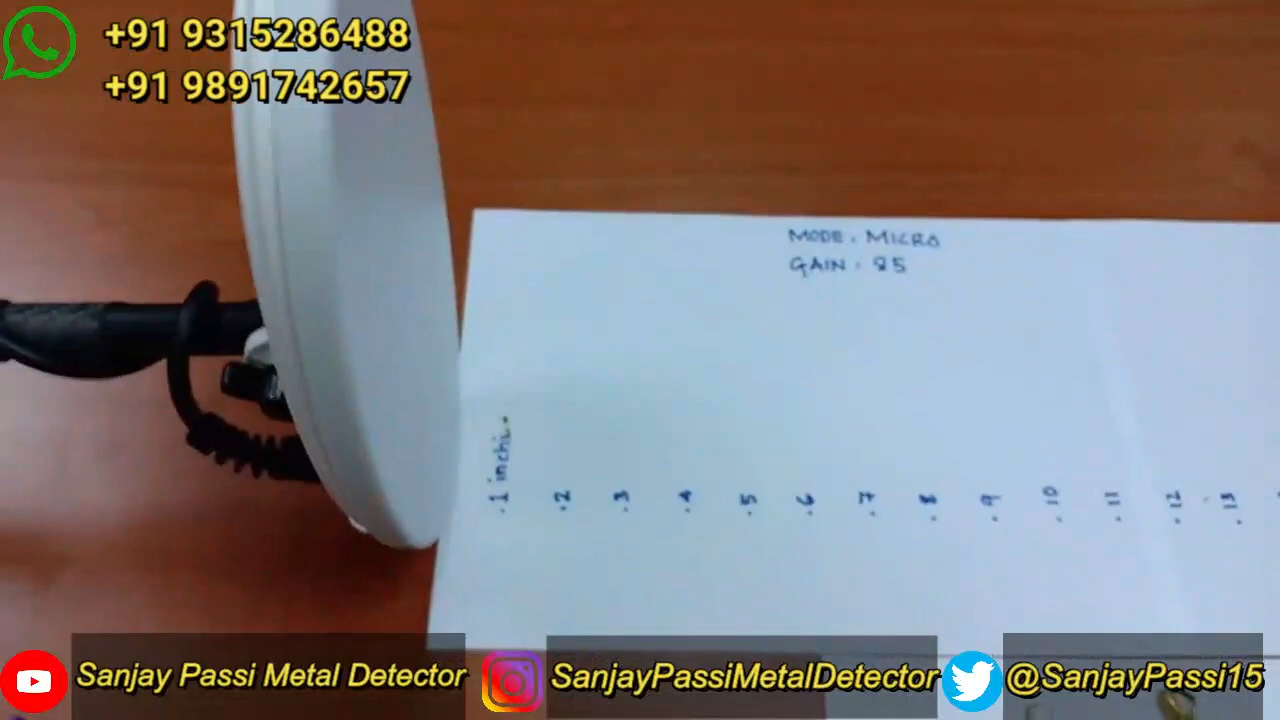 +91 9315286488
+91 9891742657
MODE. MICRO
GAIN. 85
.1 inch.
.2
.3
.4
.5
.6
.7
.8
.9
.10
.11
.12
.13
Sanjay Passi Metal Detector
SanjayPassiMetalDetector
@SanjayPassi15